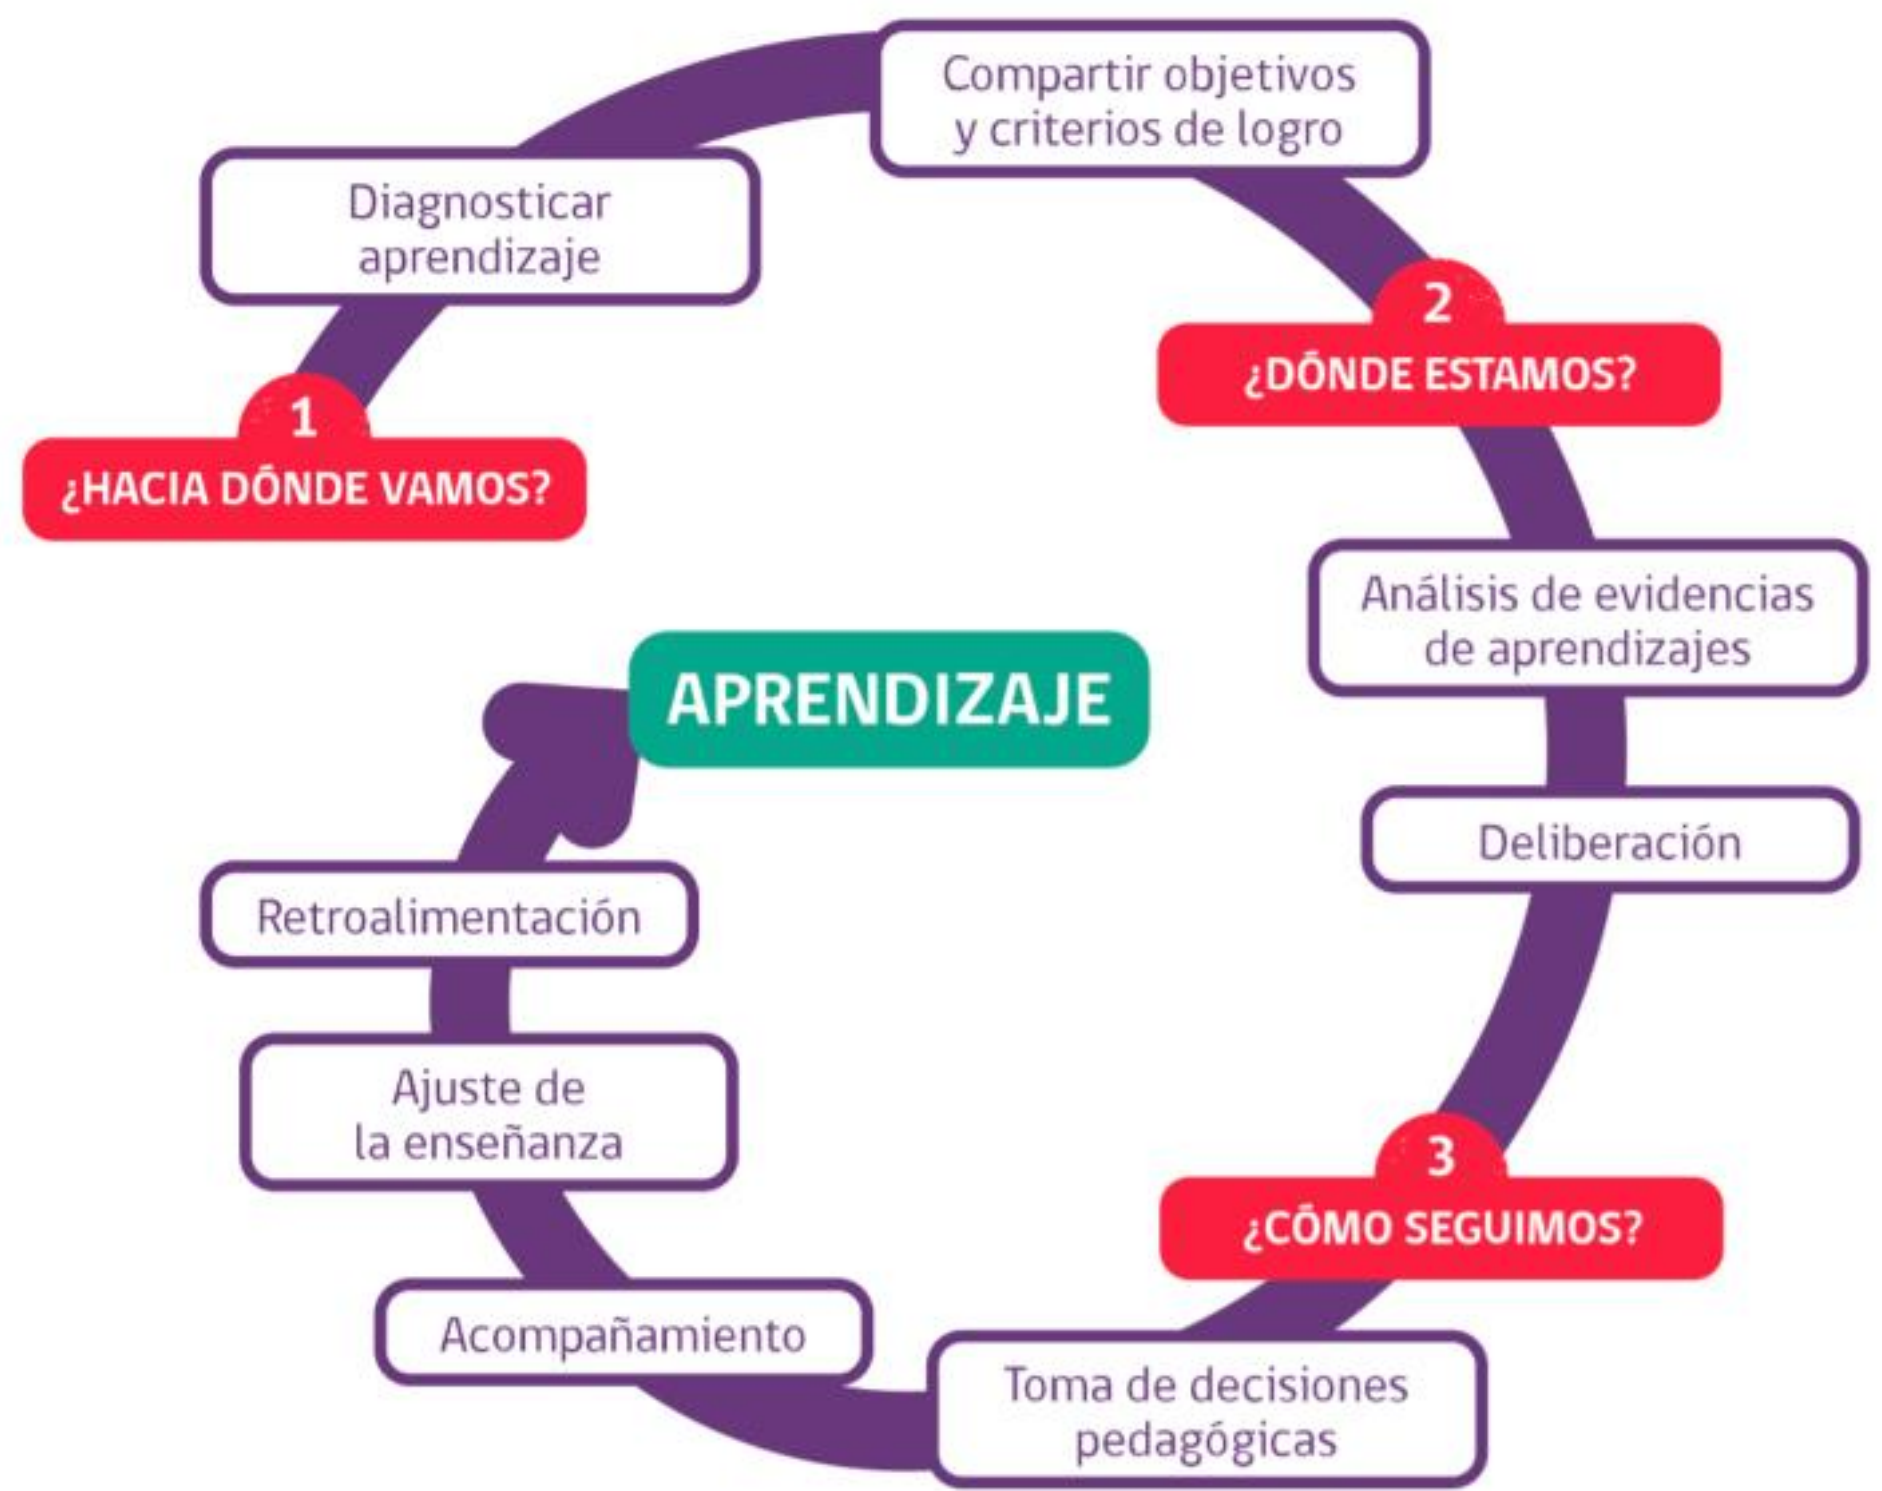 1
¿HACIA DÓNDE VAMOS?
Diagnosticar
aprendizaje
Compartir objetivos
y criterios de logro
2
¿DÓNDE ESTAMOS?
Análisis de evidencias
de aprendizajes
Deliberación
3
¿CÓMO SEGUIMOS?
Toma de decisiones
pedagógicas
Acompañamiento
Ajuste de
la enseñanza
Retroalimentación
APRENDIZAJE